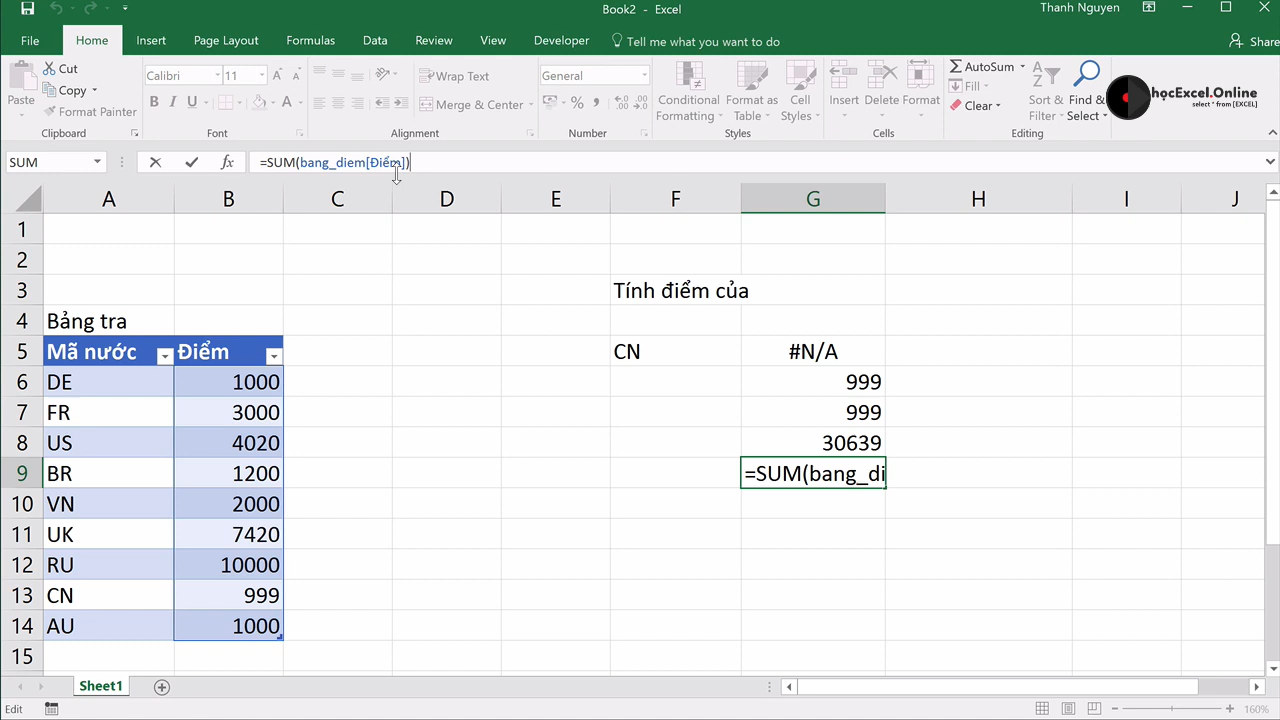 Book2 - Excel
Thanh Nguyen
File Home Insert Page Layout Formulas Data Review View Developer Tell me what you want to do Share
Paste
Cut
Copy
Format Painter
Clipboard
Calibri 11
B I U
Font
Wrap Text
Merge & Center
Alignment
General
% ,
Number
Conditional Formatting
Format as Table
Cell Styles
Styles
Insert Delete Format
Cells
AutoSum
Fill
Clear
Sort & Filter
Find & Select
Editing
họcExcel.Online
select * from [EXCEL]
SUM fx =SUM(bang_diem[Điểm])
A B C D E F G H I J
1
2
3 Tính điểm của
4 Bảng tra
5 Mã nước Điểm CN #N/A
6 DE 1000 999
7 FR 3000 999
8 US 4020 30639
9 BR 1200 =SUM(bang_di
10 VN 2000
11 UK 7420
12 RU 10000
13 CN 999
14 AU 1000
15
Sheet1
Edit 160%